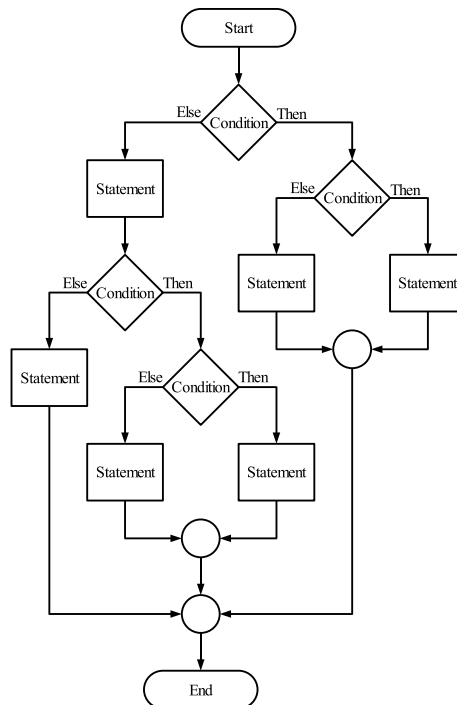 Start
Else
Condition
Then
Statement
Else
Condition
Then
Statement
Statement
Else
Condition
Then
Statement
Else
Condition
Then
Statement
Statement
End